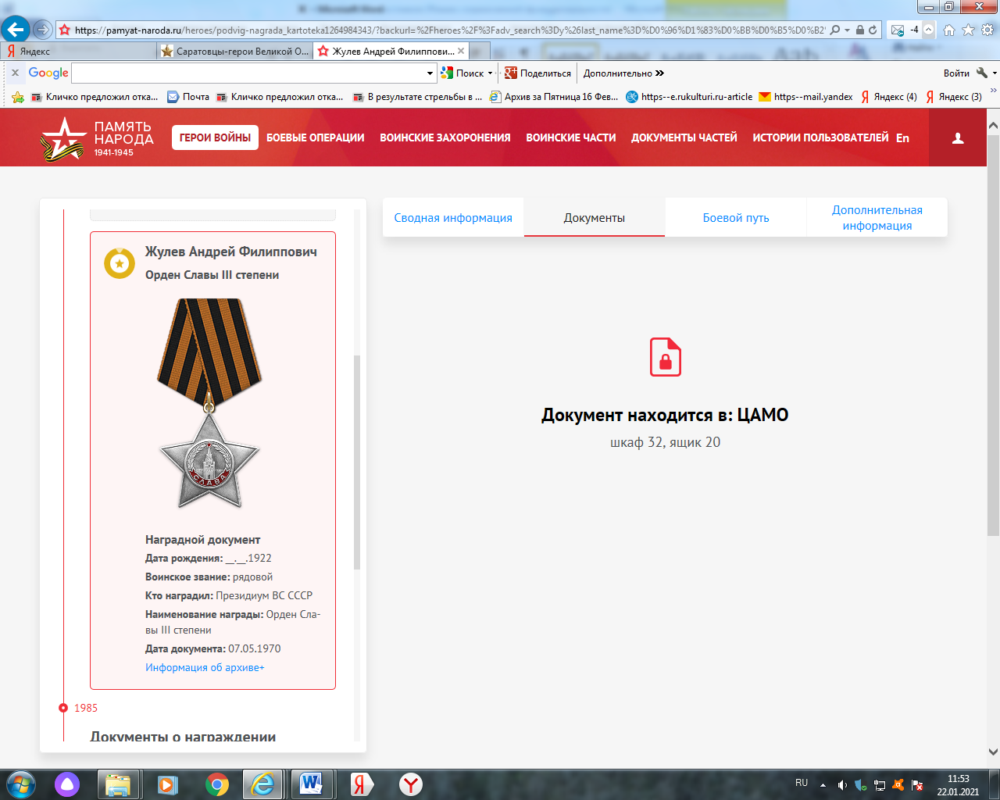 https://pamyat-naroda.ru/heroes/podvig-nagrada_kartoteka1264984343/?backurl=%2Fheroes%2F%3Fadv_search%3Dy%26last_name%3D%D0%96%D1%83%D0%BB%D0%B5%D0%B2'
-4
Яндекс
Саратовцы-герои Великой О...
Жулев Андрей Филиппови...
Google
Поиск
Поделиться
Дополнительно
Войти
Кличко предложил отка...
Почта
Кличко предложил отка...
В результате стрельбы в ...
Архив за Пятница 16 Фев...
https--e.rukulturi.ru-article
https--mail.yandex
Яндекс (4)
Яндекс (3)
ПАМЯТЬ
НАРОДА
1941-1945
ГЕРОИ ВОЙНЫ
БОЕВЫЕ ОПЕРАЦИИ
ВОИНСКИЕ ЗАХОРОНЕНИЯ
ВОИНСКИЕ ЧАСТИ
ДОКУМЕНТЫ ЧАСТЕЙ
ИСТОРИИ ПОЛЬЗОВАТЕЛЕЙ
En
Жулев Андрей Филиппович
Орден Славы III степени
СЛАВА
Наградной документ
Дата рождения: __.__.1922
Воинское звание: рядовой
Кто наградил: Президиум ВС СССР
Наименование награды: Орден Сла-
вы III степени
Дата документа: 07.05.1970
Информация об архиве+
1985
Документы о награждении
Сводная информация
Документы
Боевой путь
Дополнительная
информация
Документ находится в: ЦАМО
шкаф 32, ящик 20
RU
11:53
22.01.2021